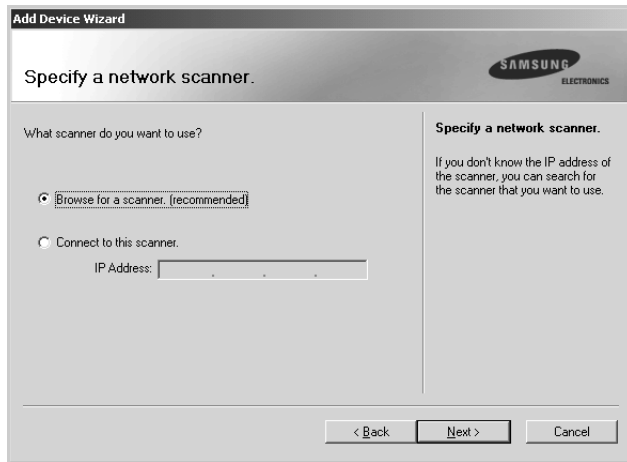 Add Device Wizard
Specify a network scanner.
SAMSUNG
ELECTRONICS
What scanner do you want to use?
Browse for a scanner. (recommended)
Connect to this scanner.
IP Address: . . .
Specify a network scanner.
If you don't know the IP address of
the scanner, you can search for
the scanner that you want to use.
< Back Next > Cancel